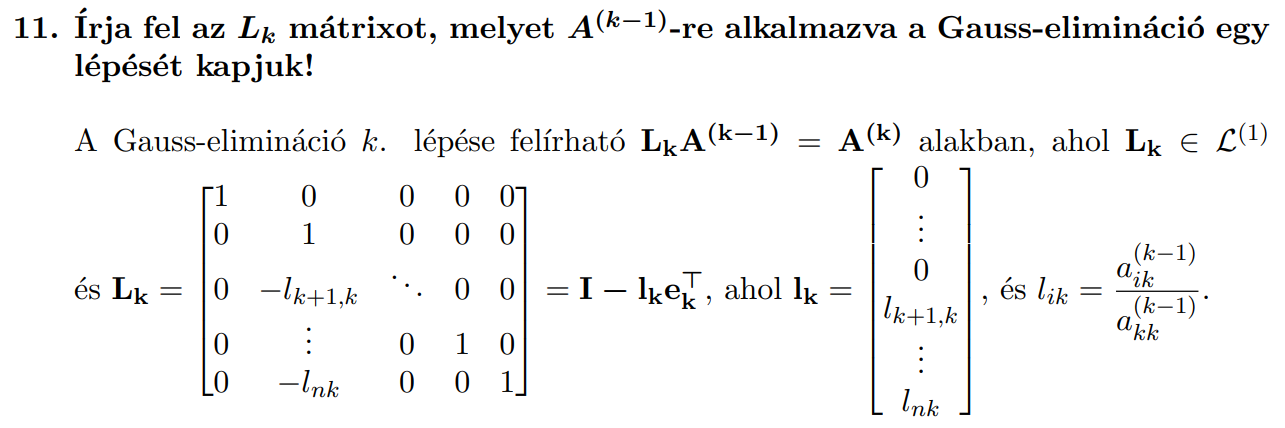 11. Írja fel az L_k mátrixot, melyet A^{(k−1)}-re alkalmazva a Gauss-elimináció egy
lépését kapjuk!
A Gauss-elimináció k. lépése felírható L_k A^{(k−1)} = A^{(k)} alakban, ahol L_k ∈ ℒ^{(1)}
és L_k = [1 0 0 0 0; 0 1 0 0 0; 0 −l_{k+1,k} ⋱ 0 0; 0 ⋮ 0 1 0; 0 −l_{nk} 0 0 1] = I − l_k e_k^⊤, ahol l_k = [0; ⋮; 0; l_{k+1,k}; ⋮; l_{nk}], és l_{ik} = a_{ik}^{(k−1)} / a_{kk}^{(k−1)}.